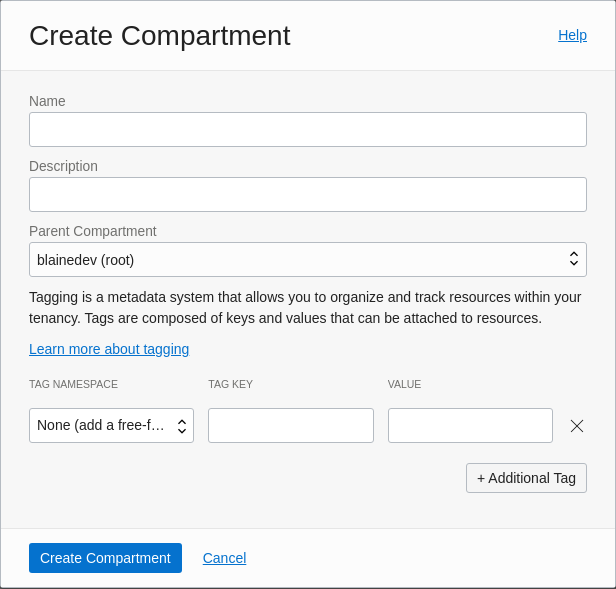 Create Compartment
Help
Name
Description
Parent Compartment
blainedev (root)
Tagging is a metadata system that allows you to organize and track resources within your
tenancy. Tags are composed of keys and values that can be attached to resources.
Learn more about tagging
TAG NAMESPACE
TAG KEY
VALUE
None (add a free-f…
+ Additional Tag
Create Compartment
Cancel